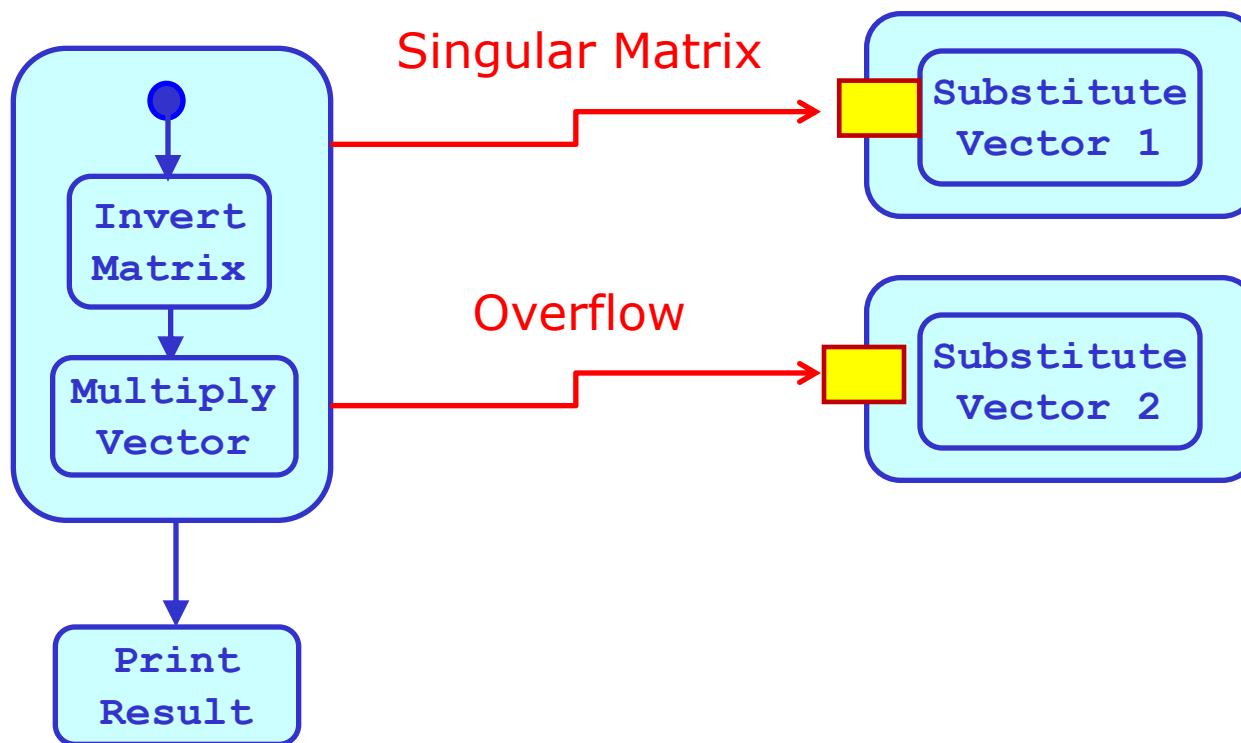 Singular Matrix
Substitute
Vector 1
Invert
Matrix
Overflow
Substitute
Vector 2
Multiply
Vector
Print
Result